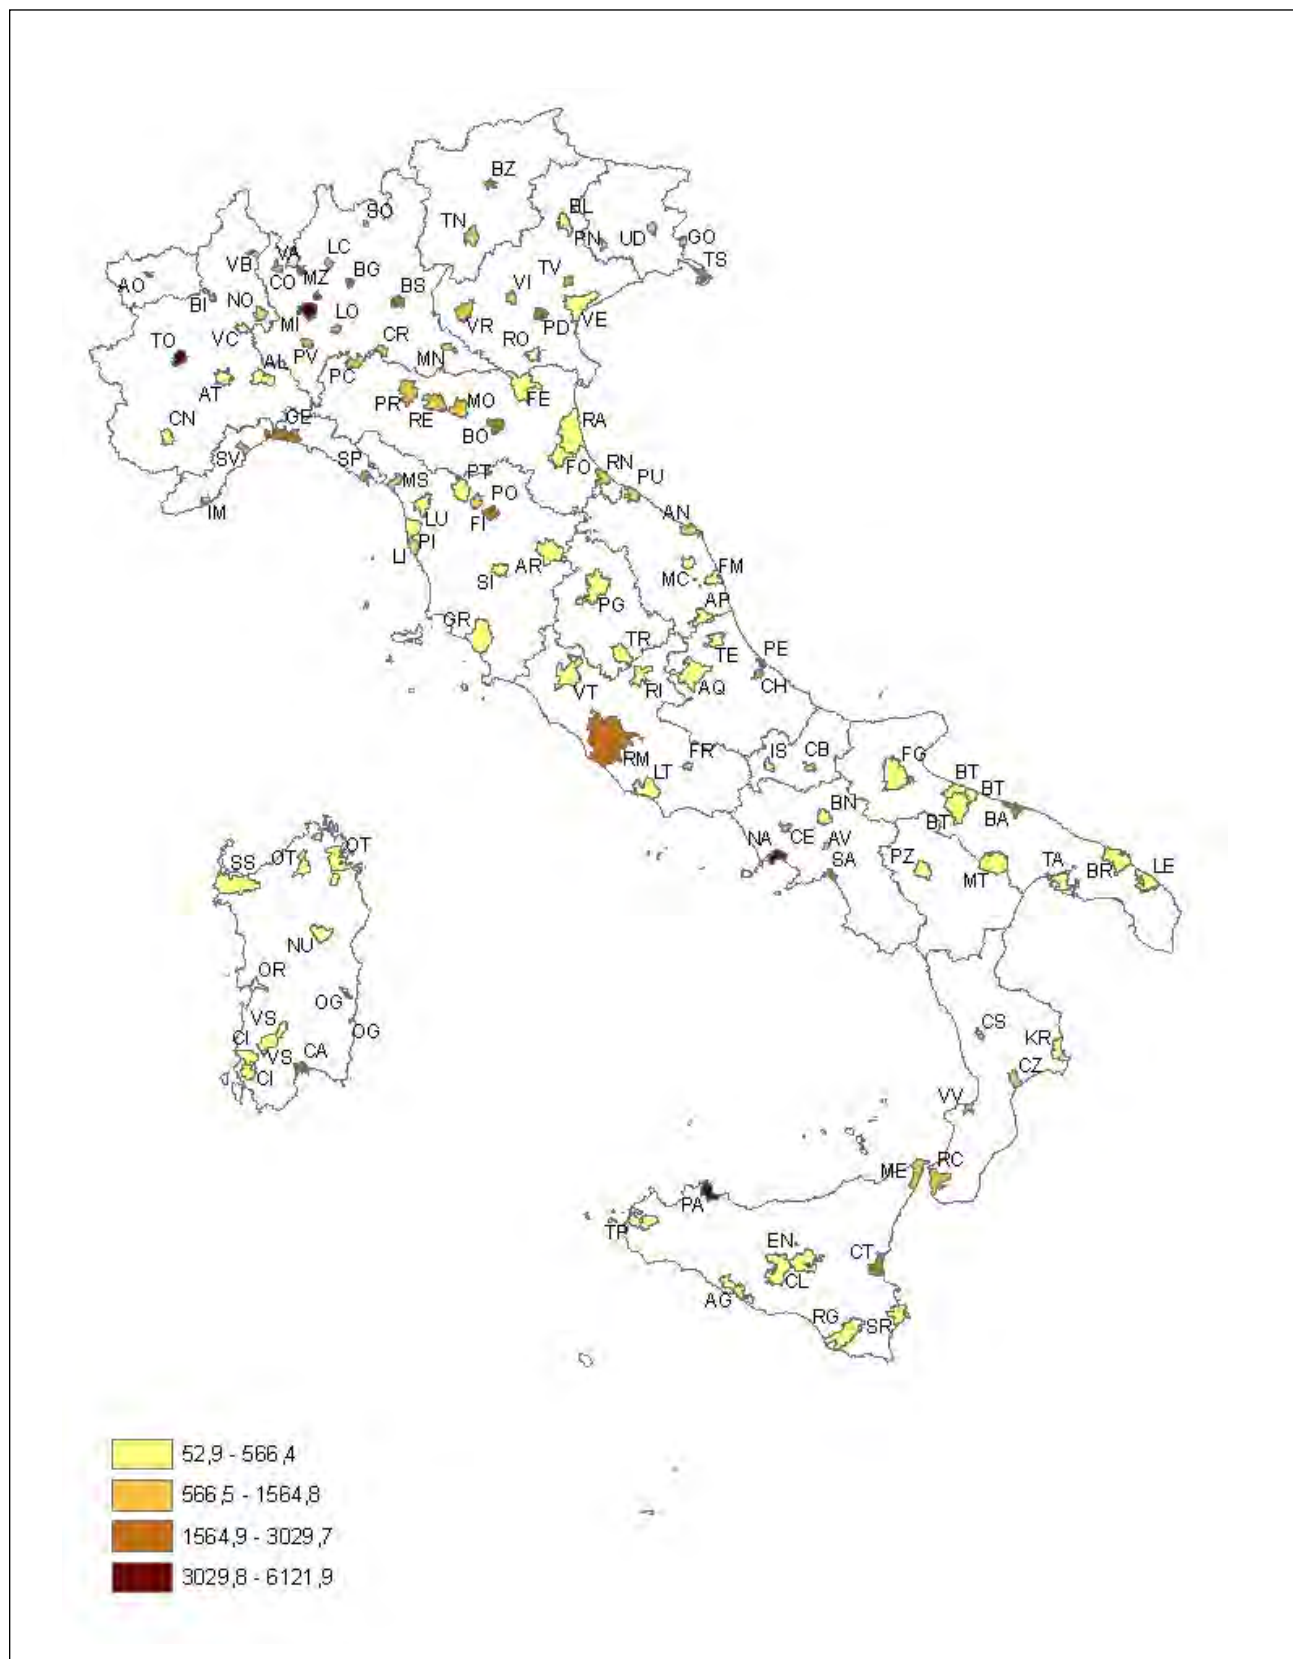 BZ
SO
BL
TN
PN
UD
GO
VA
LC
TS
VB
MZ
BG
TV
AO
CO
BS
VI
BI
NO
MI
LO
VR
PD
VE
TO
VC
CR
RO
PV
MN
AL
PC
AT
PR
MO
FE
RE
CN
GE
BO
RA
SV
SP
FO
RN
PT
MS
PO
PU
IM
LU
FI
AN
PI
LI
AR
SI
MC
FM
PG
AP
GR
TR
TE
PE
VT
RI
AQ
CH
RM
FR
IS
CB
FG
LT
BT
BT
BN
BA
NA
CE
BT
AV
SS
OT
OT
SA
PZ
MT
TA
BR
LE
NU
OR
OG
VS
OG
CS
CI
VS
CA
KR
CI
CZ
VV
ME
RC
PA
TP
EN
CT
CL
AG
RG
SR
52,9 - 566,4
566,5 - 1564,8
1564,9 - 3029,7
3029,8 - 6121,9